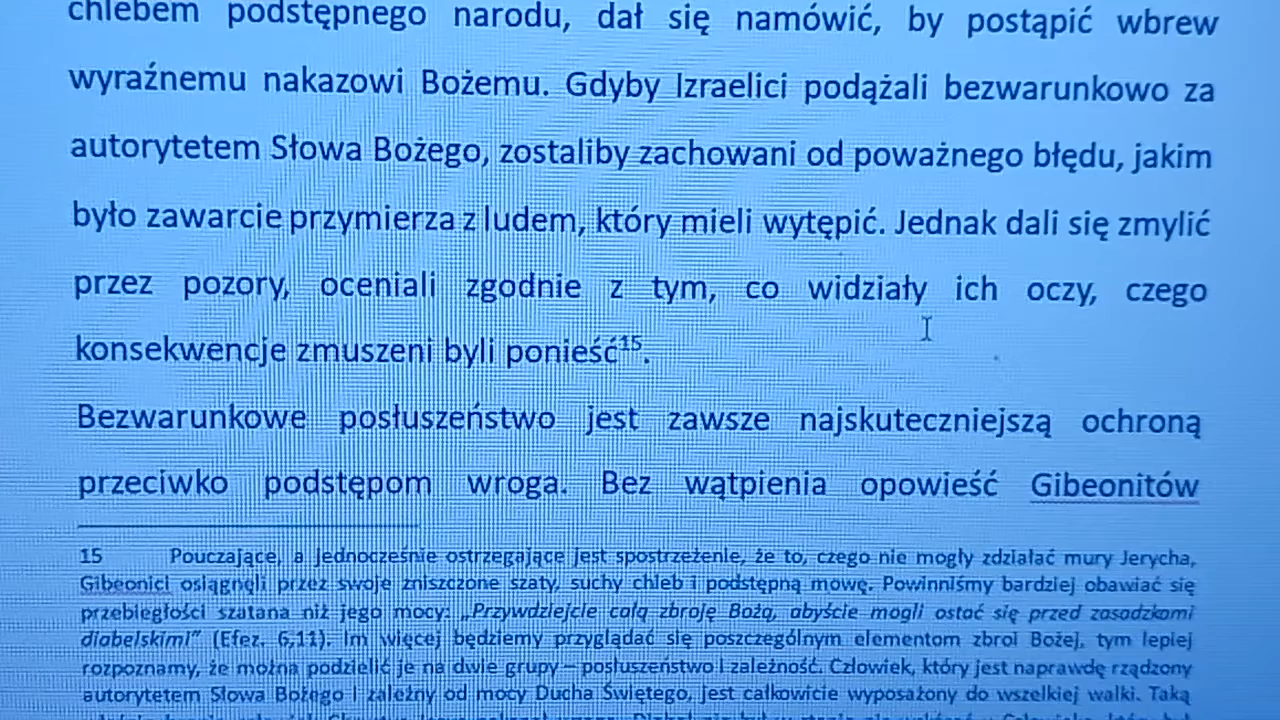 chlebem podstępnego narodu, dał się namówić, by postąpić wbrew
wyraźnemu nakazowi Bożemu. Gdyby Izraelici podążali bezwarunkowo za
autorytetem Słowa Bożego, zostaliby zachowani od poważnego błędu, jakim
było zawarcie przymierza z ludem, który mieli wytępić. Jednak dali się zmylić
przez pozory, oceniali zgodnie z tym, co widziały ich oczy, czego
konsekwencje zmuszeni byli ponieść15.
Bezwarunkowe posłuszeństwo jest zawsze najskuteczniejszą ochroną
przeciwko podstępom wroga. Bez wątpienia opowieść Gibeonitów
15 Pouczające, a jednocześnie ostrzegające jest spostrzeżenie, że to, czego nie mogły zdziałać mury Jerycha,
Gibeonici osiągnęli przez swoje zniszczone szaty, suchy chleb i podstępną mowę. Powinniśmy bardziej obawiać się
przebiegłości szatana niż jego mocy: „Przywdziejcie całą zbroję Bożą, abyście mogli ostać się przed zasadzkami
diabelskimi” (Efez. 6,11). Im więcej będziemy przyglądać się poszczególnym elementom zbroi Bożej, tym lepiej
rozpoznamy, że można podzielić je na dwie grupy – posłuszeństwo i zależność. Człowiek, który jest naprawdę rządzony
autorytetem Słowa Bożego i zależny od mocy Ducha Świętego, jest całkowicie wyposażony do wszelkiej walki. Taką